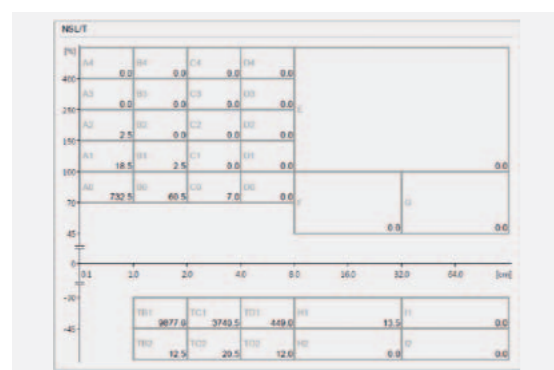 NSL/T
[%]
A4 B4 C4 D4
0.0 0.0 0.0 0.0
400
A3 B3 C3 D3
0.0 0.0 0.0 0.0
250 E
A2 B2 C2 D2
2.5 0.0 0.0 0.0
150
A1 B1 C1 D1
18.5 2.5 0.0 0.0 0.0
100
A0 B0 C0 D0
732.5 60.5 7.0 0.0
70 F G
0.0 0.0
45
0
0.1 1.0 2.0 4.0 8.0 16.0 32.0 64.0 [cm]
-30
TB1 TC1 TD1 H1 I1
3749.5 449.0 13.5 0.0
-45
TB2 TC2 TD2 H2 I2
12.5 20.5 12.0 0.0 0.0